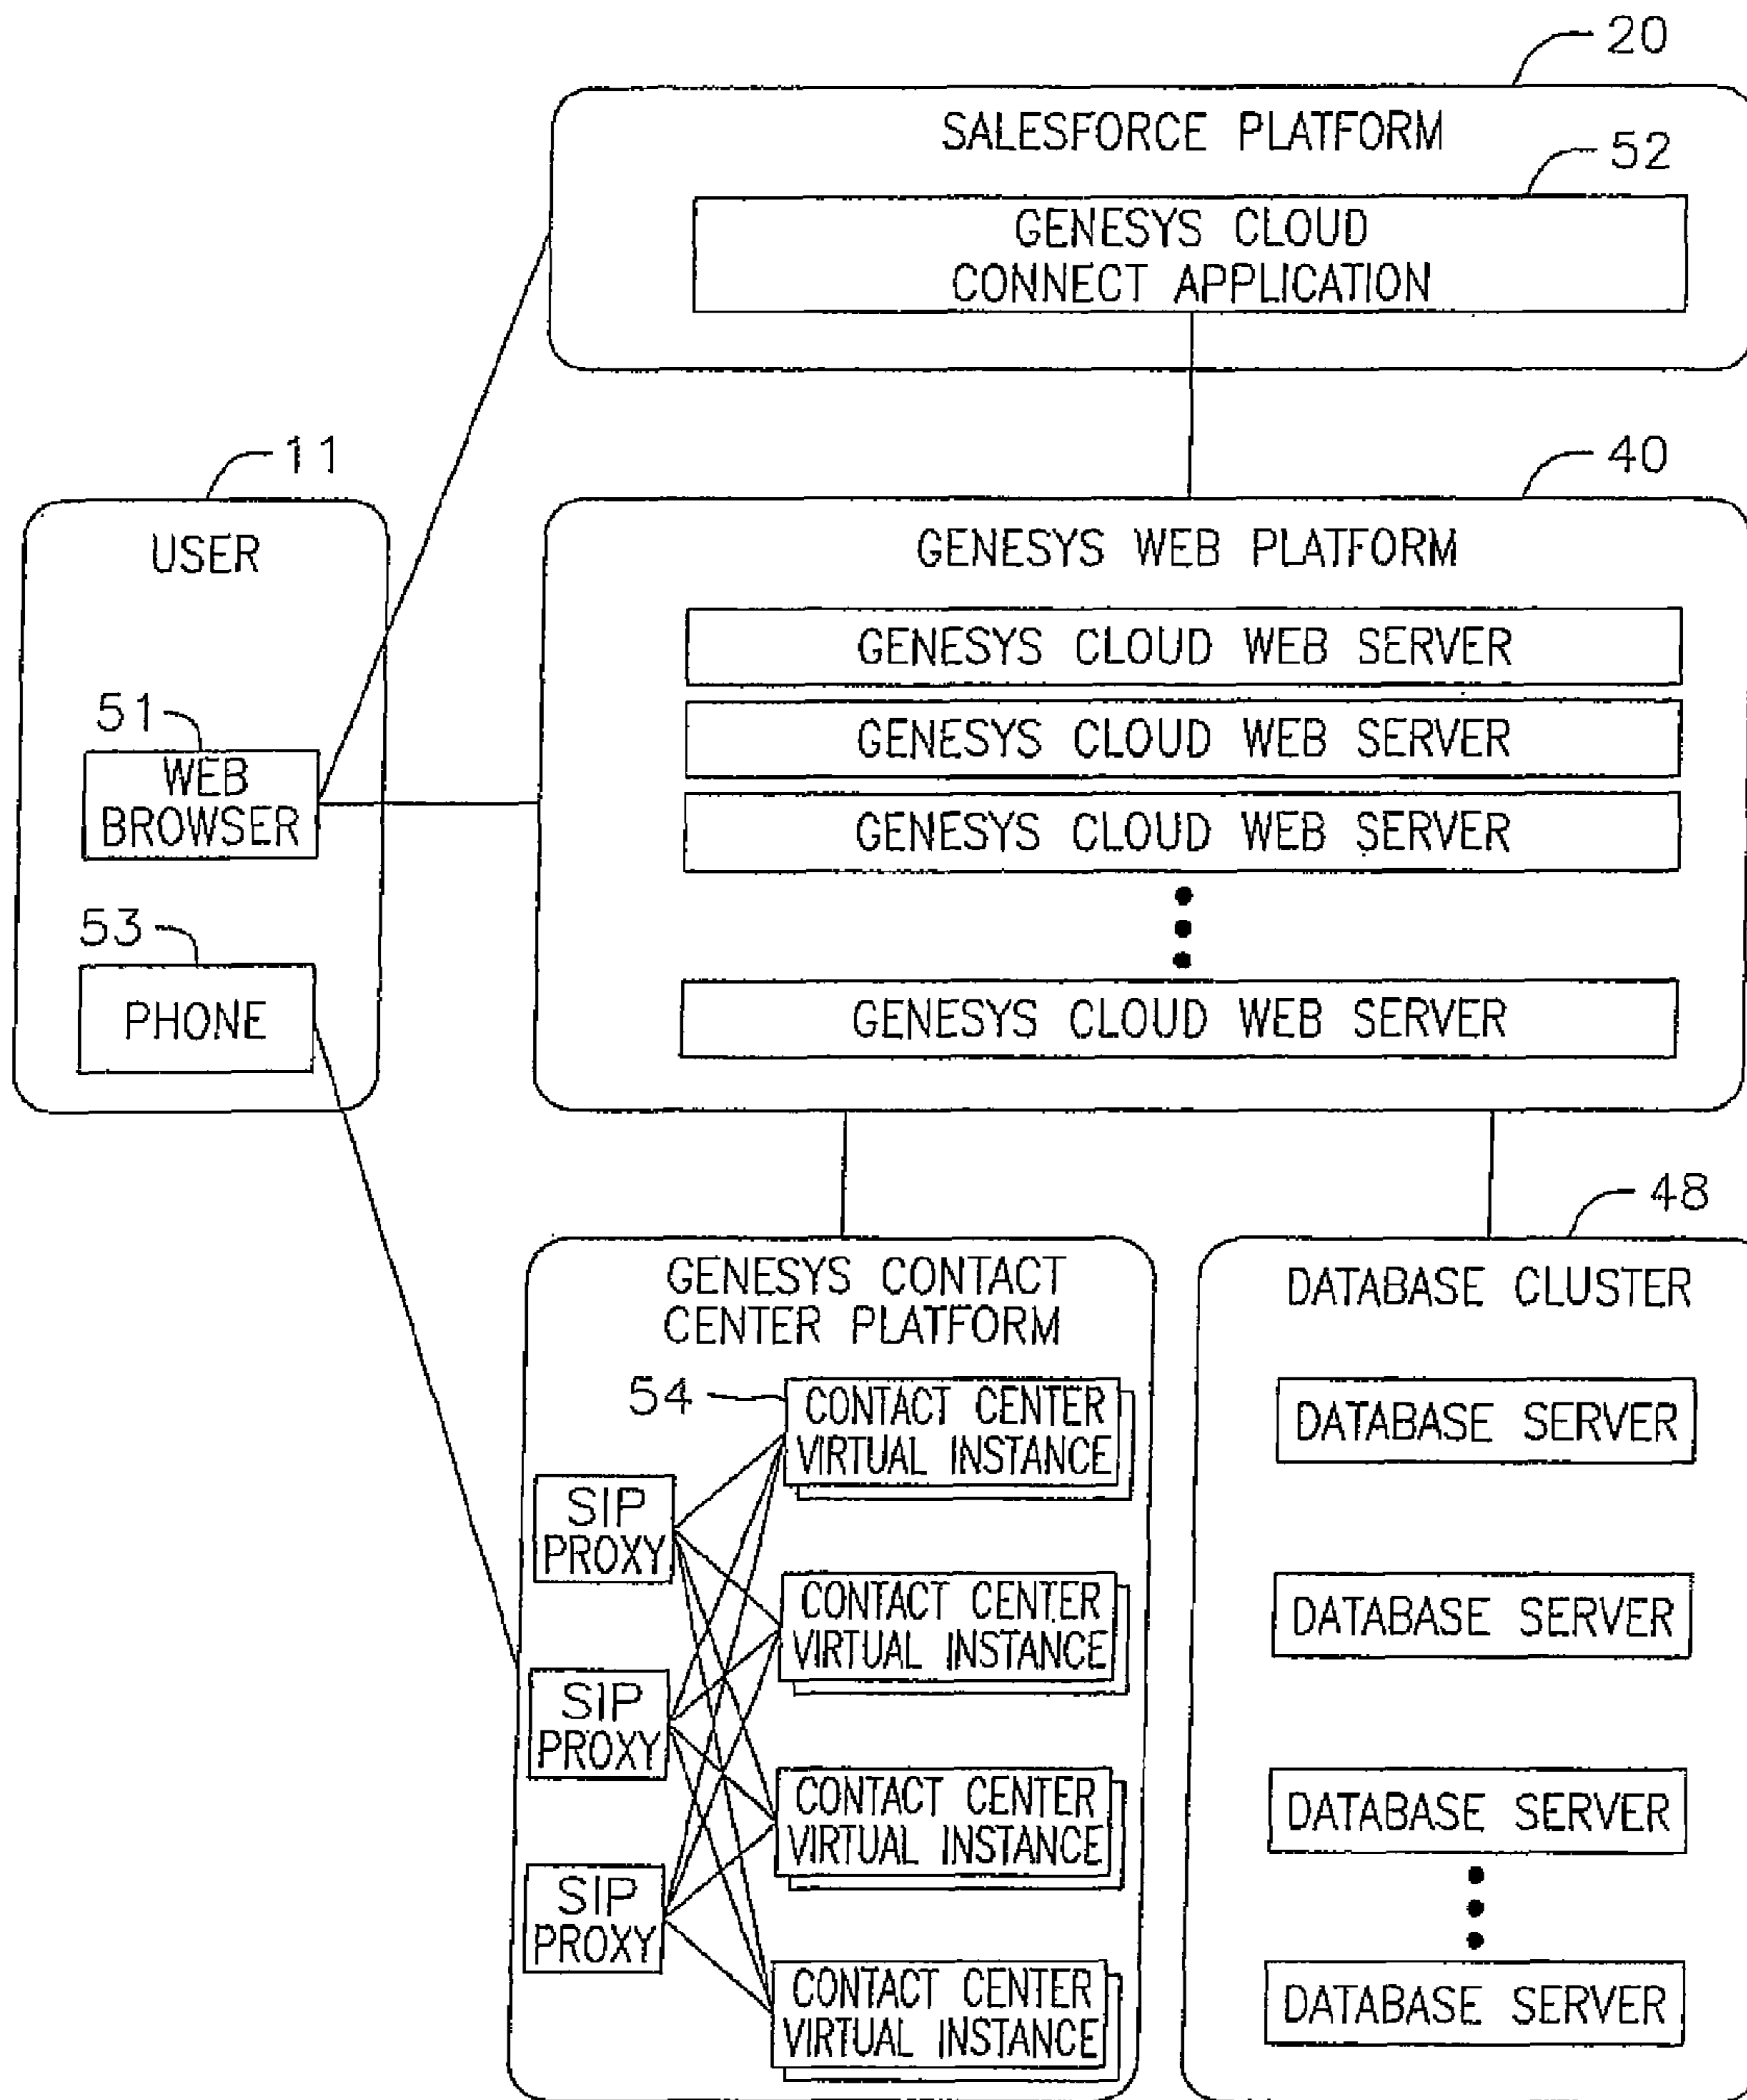 20
SALESFORCE PLATFORM
52
GENESYS CLOUD
CONNECT APPLICATION
11
USER
51
WEB
BROWSER
53
PHONE
40
GENESYS WEB PLATFORM
GENESYS CLOUD WEB SERVER
GENESYS CLOUD WEB SERVER
GENESYS CLOUD WEB SERVER
GENESYS CLOUD WEB SERVER
GENESYS CONTACT
CENTER PLATFORM
54
CONTACT CENTER
VIRTUAL INSTANCE
SIP
PROXY
CONTACT CENTER
VIRTUAL INSTANCE
SIP
PROXY
CONTACT CENTER
VIRTUAL INSTANCE
SIP
PROXY
CONTACT CENTER
VIRTUAL INSTANCE
48
DATABASE CLUSTER
DATABASE SERVER
DATABASE SERVER
DATABASE SERVER
DATABASE SERVER